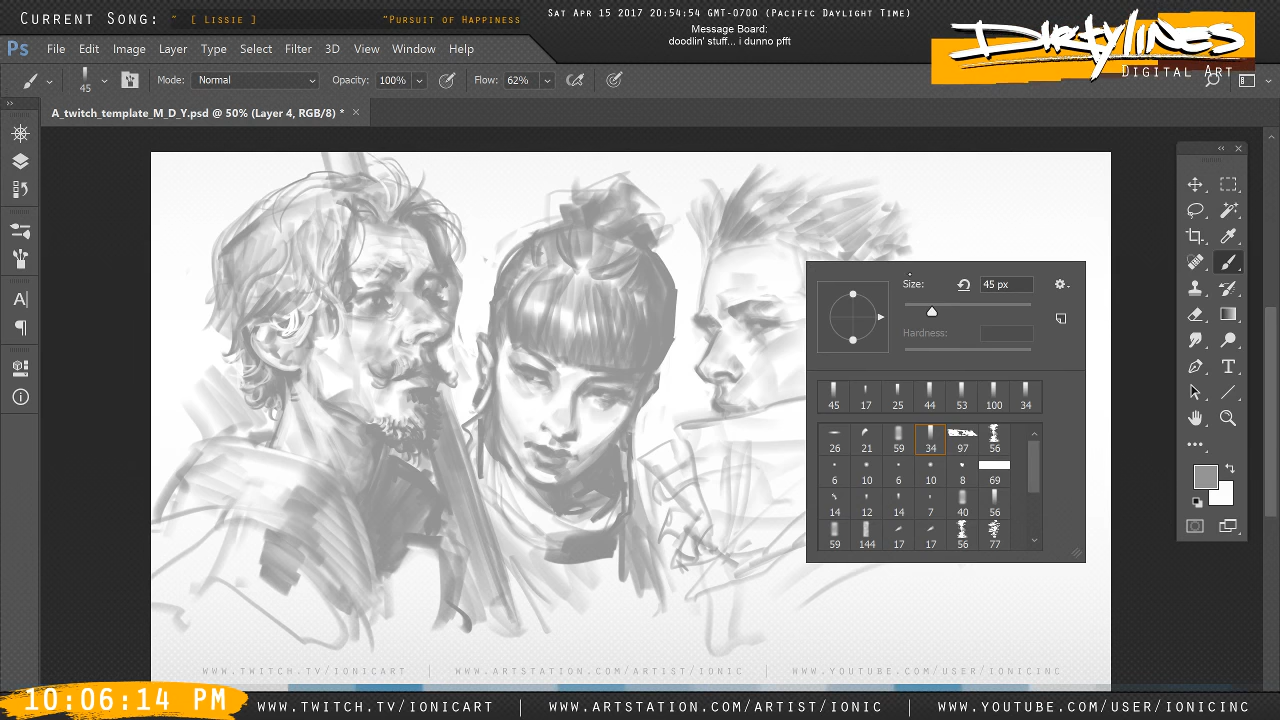 Current Song: ~ [ Lissie ] ~Pursuit of Happiness
Sat Apr 15 2017 20:54:54 GMT-0700 (Pacific Daylight Time)
Message Board:
doodlin' stuff... i dunno pfft
DirtyLines
Digital Art
Ps File Edit Image Layer Type Select Filter 3D View Window Help
45 Mode: Normal Opacity: 100% Flow: 62%
A_twitch_template_M_D_Y.psd @ 50% (Layer 4, RGB/8) * ×
Size: 45 px
Hardness:
45 17 25 44 53 100 34
26 21 59 34 97 56
6 10 6 10 8 69
14 12 14 7 40 56
59 144 17 17 56 77
www.twitch.tv/ionicart | www.artstation.com/artist/ionic | www.youtube.com/user/ionicinc
10:06:14 PM
www.twitch.tv/ionicart | www.artstation.com/artist/ionic | www.youtube.com/user/ionicinc